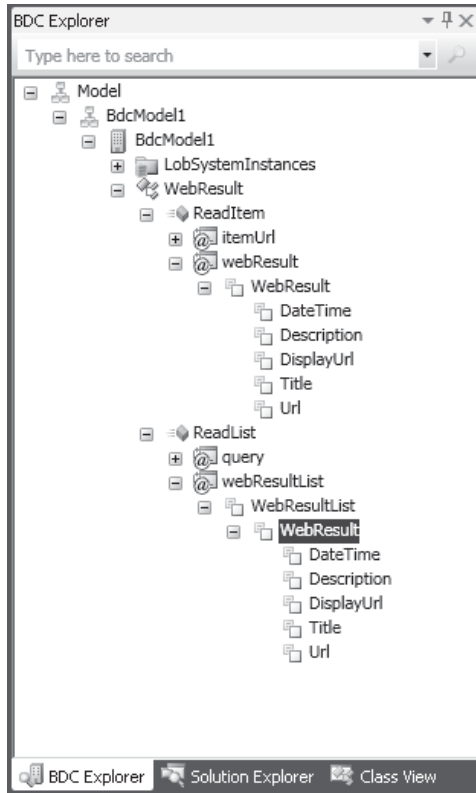 BDC Explorer
Type here to search
Model
BdcModel1
BdcModel1
LobSystemInstances
WebResult
ReadItem
itemUrl
webResult
WebResult
DateTime
Description
DisplayUrl
Title
Url
ReadList
query
webResultList
WebResultList
WebResult
DateTime
Description
DisplayUrl
Title
Url
BDC Explorer Solution Explorer Class View